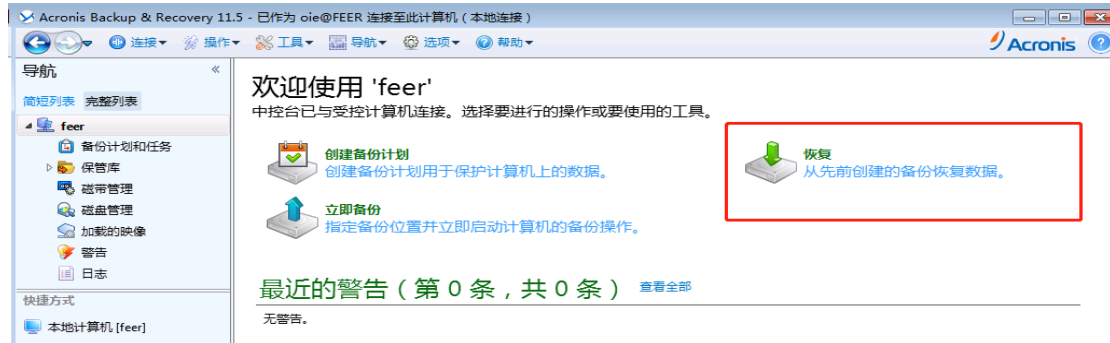 Acronis Backup & Recovery 11.5 - 已作为 oie@FEER 连接至此计算机（本地连接）
连接 操作 工具 导航 选项 帮助 Acronis
导航
简短列表 完整列表
feer
备份计划和任务
保管库
磁带管理
磁盘管理
加载的映像
警告
日志
快捷方式
本地计算机 [feer]
欢迎使用 'feer'
中控台已与受控计算机连接。选择要进行的操作或要使用的工具。
创建备份计划
创建备份计划用于保护计算机上的数据。
恢复
从先前创建的备份恢复数据。
立即备份
指定备份位置并立即启动计算机的备份操作。
最近的警告（第 0 条，共 0 条） 查看全部
无警告。